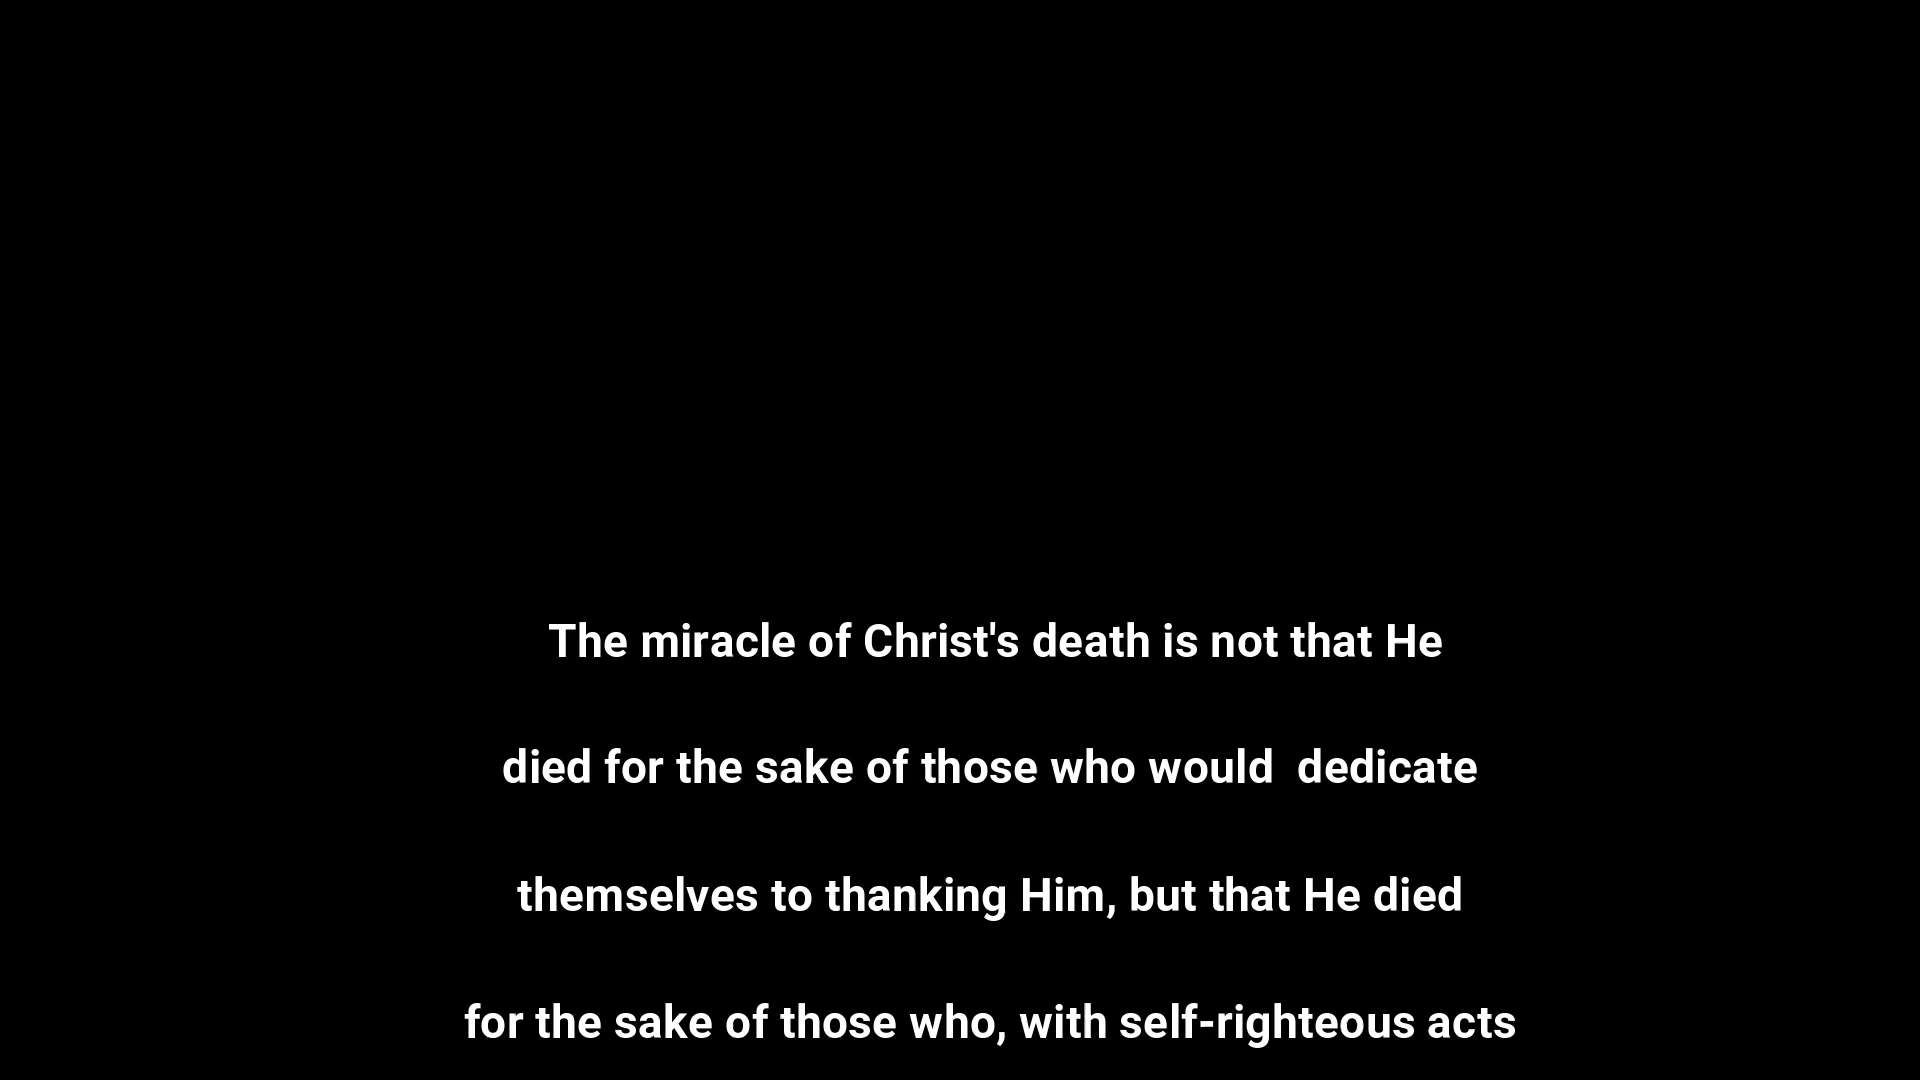 The miracle of Christ's death is not that He
died for the sake of those who would  dedicate
themselves to thanking Him, but that He died
for the sake of those who, with self-righteous acts